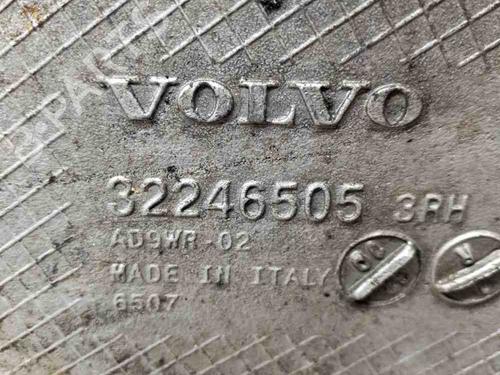 VOLVO
32246505 3RH
AD9WR-02
MADE IN ITALY
6507